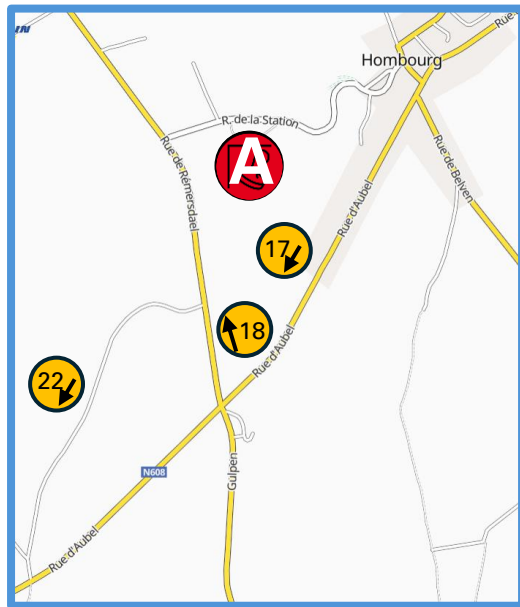 Rue
Hombourg
R. de la Station
A
Rue de Rémersdael
Rue de Belven
Rue d'Aubel
17
18
Rue d'Aubel
22
N608
Gulpen
Rue d'Aubel